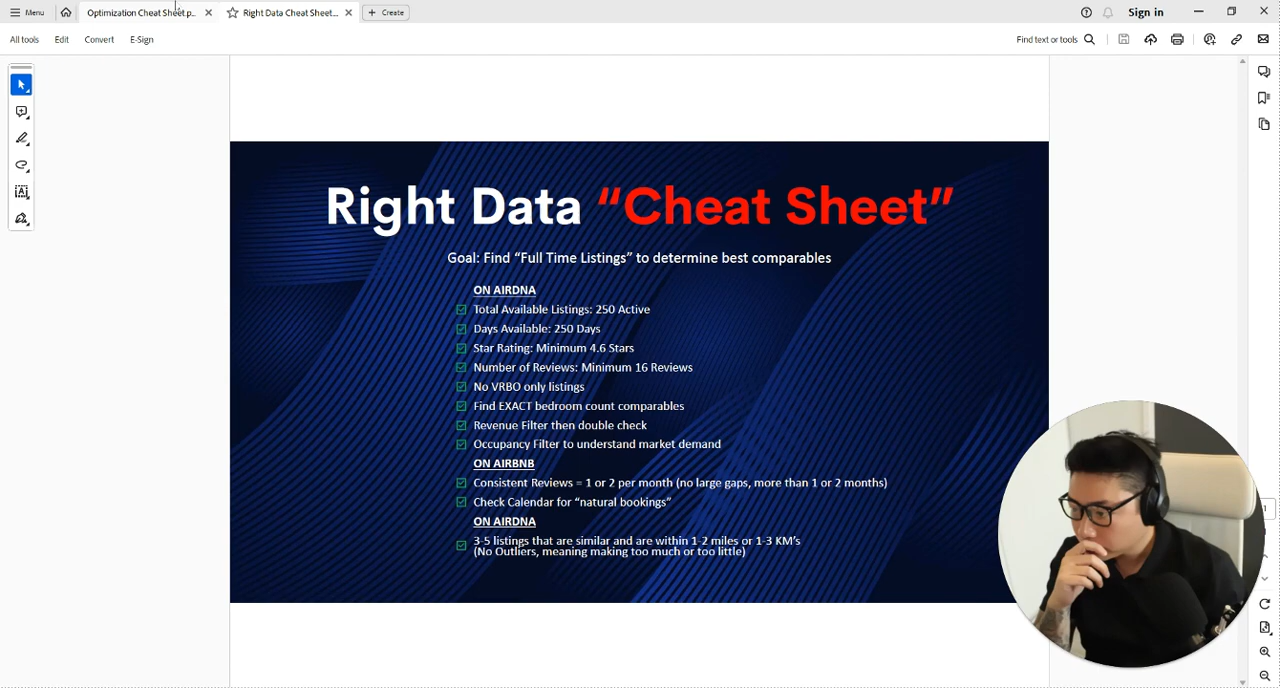 Menu
Optimization Cheat Sheet.p...
Right Data Cheat Sheet...
Create
Sign in
All tools
Edit
Convert
E-Sign
Find text or tools
Right Data “Cheat Sheet”
Goal: Find “Full Time Listings” to determine best comparables
ON AIRDNA
Total Available Listings: 250 Active
Days Available: 250 Days
Star Rating: Minimum 4.6 Stars
Number of Reviews: Minimum 16 Reviews
No VRBO only listings
Find EXACT bedroom count comparables
Revenue Filter then double check
Occupancy Filter to understand market demand
ON AIRBNB
Consistent Reviews = 1 or 2 per month (no large gaps, more than 1 or 2 months)
Check Calendar for “natural bookings”
ON AIRDNA
3-5 listings that are similar and are within 1-2 miles or 1-3 KM's
(No Outliers, meaning making too much or too little)
1